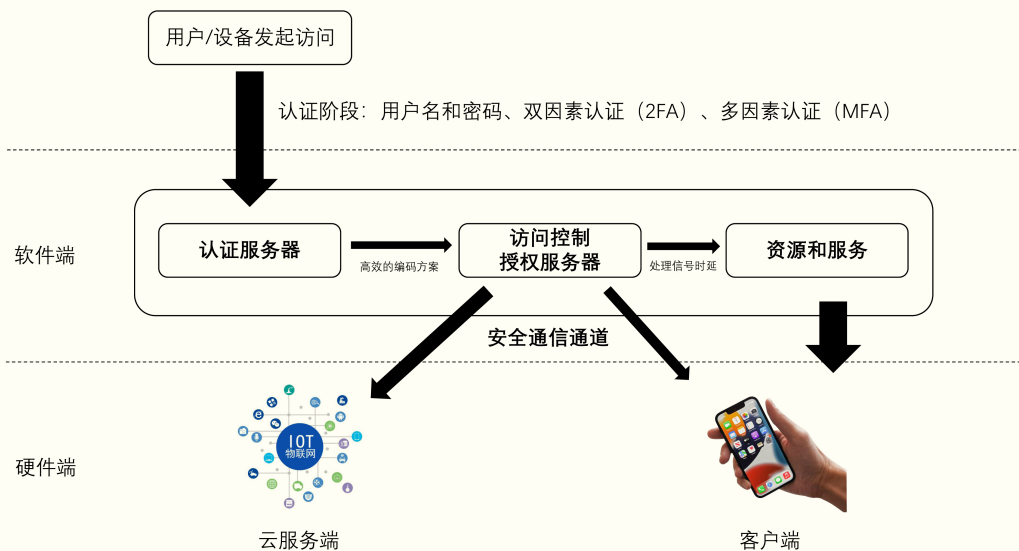 用户/设备发起访问
认证阶段：用户名和密码、双因素认证（2FA）、多因素认证（MFA）
软件端
认证服务器
高效的编码方案
访问控制
授权服务器
处理信号时延
资源和服务
安全通信通道
硬件端
IOT
物联网
云服务端
客户端